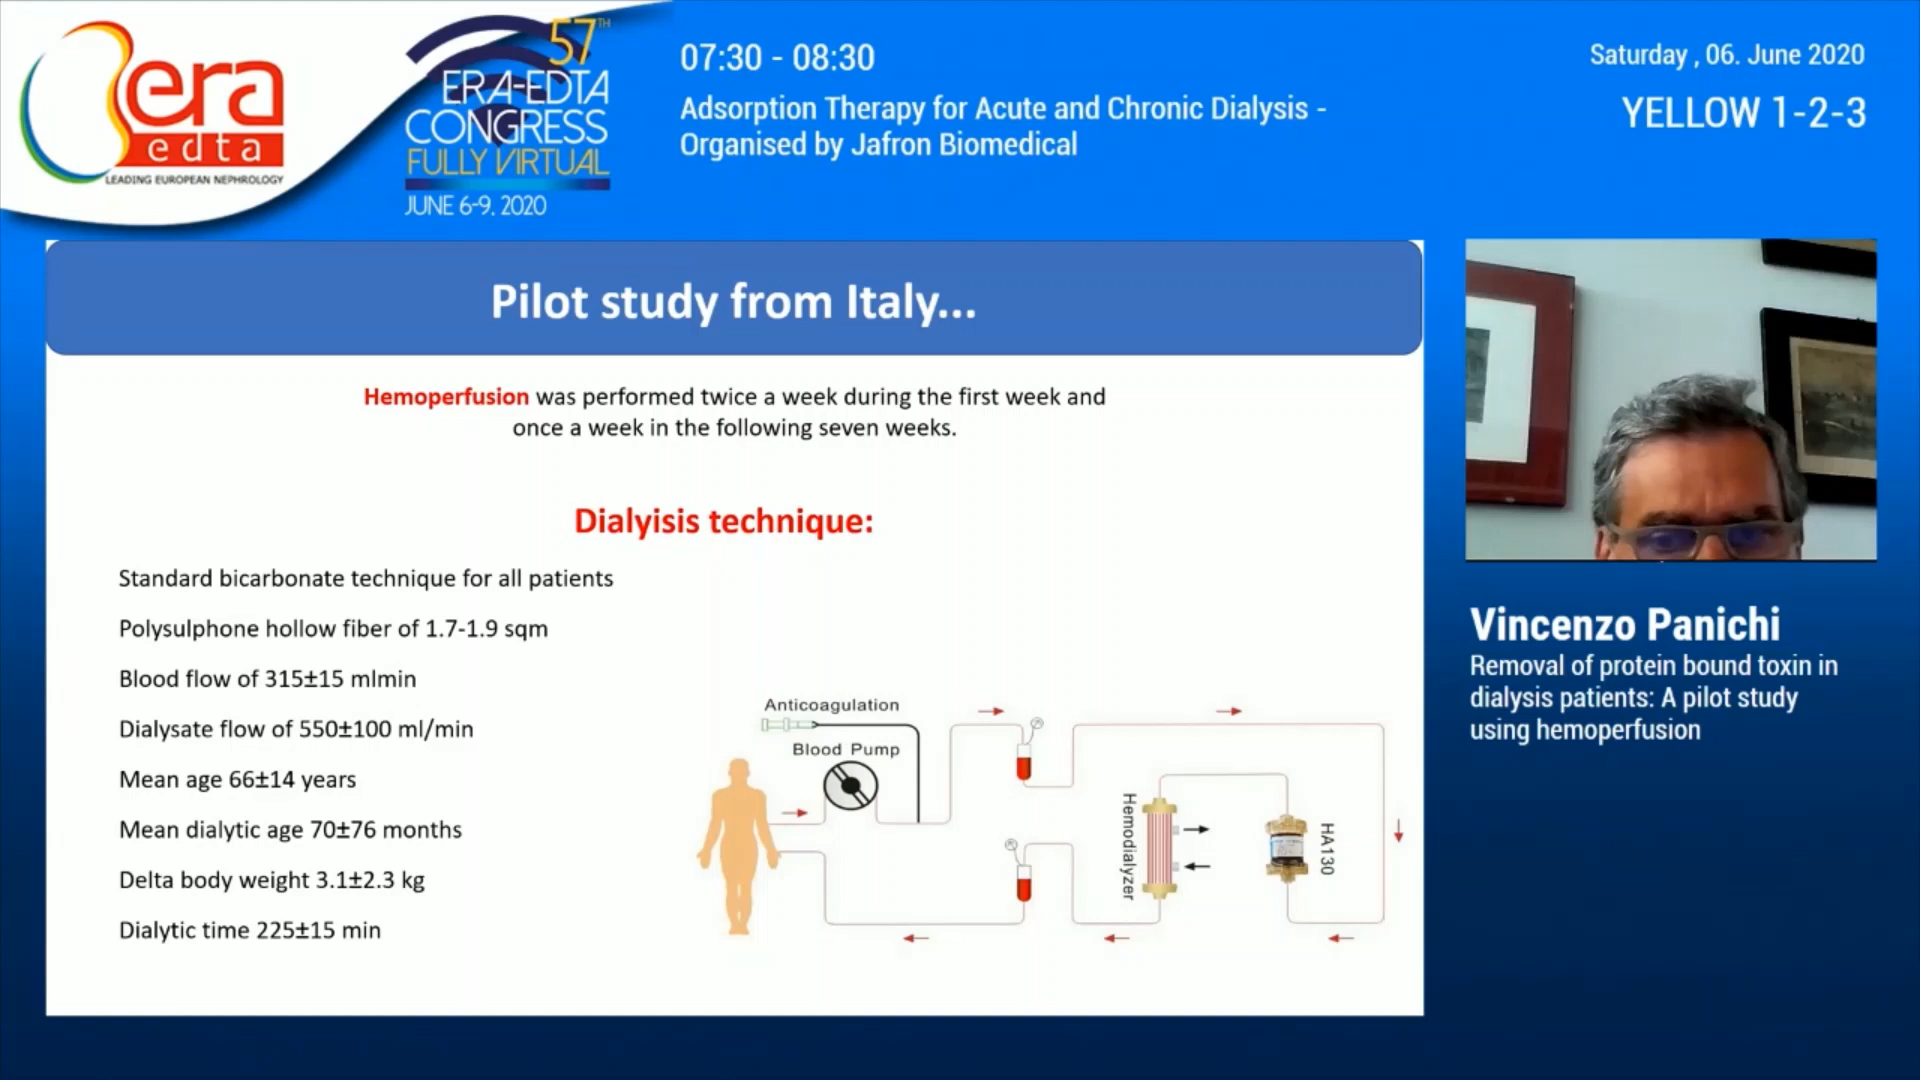 era
edta
LEADING EUROPEAN NEPHROLOGY
57TH
ERA-EDTA
CONGRESS
FULLY VIRTUAL
JUNE 6-9, 2020
07:30 - 08:30
Adsorption Therapy for Acute and Chronic Dialysis -
Organised by Jafron Biomedical
Saturday , 06. June 2020
YELLOW 1-2-3
Pilot study from Italy...
Hemoperfusion was performed twice a week during the first week and
once a week in the following seven weeks.
Dialyisis technique:
Standard bicarbonate technique for all patients
Polysulphone hollow fiber of 1.7-1.9 sqm
Blood flow of 315±15 mlmin
Dialysate flow of 550±100 ml/min
Mean age 66±14 years
Mean dialytic age 70±76 months
Delta body weight 3.1±2.3 kg
Dialytic time 225±15 min
Anticoagulation
Blood Pump
Hemodialyzer
HA130
Vincenzo Panichi
Removal of protein bound toxin in
dialysis patients: A pilot study
using hemoperfusion